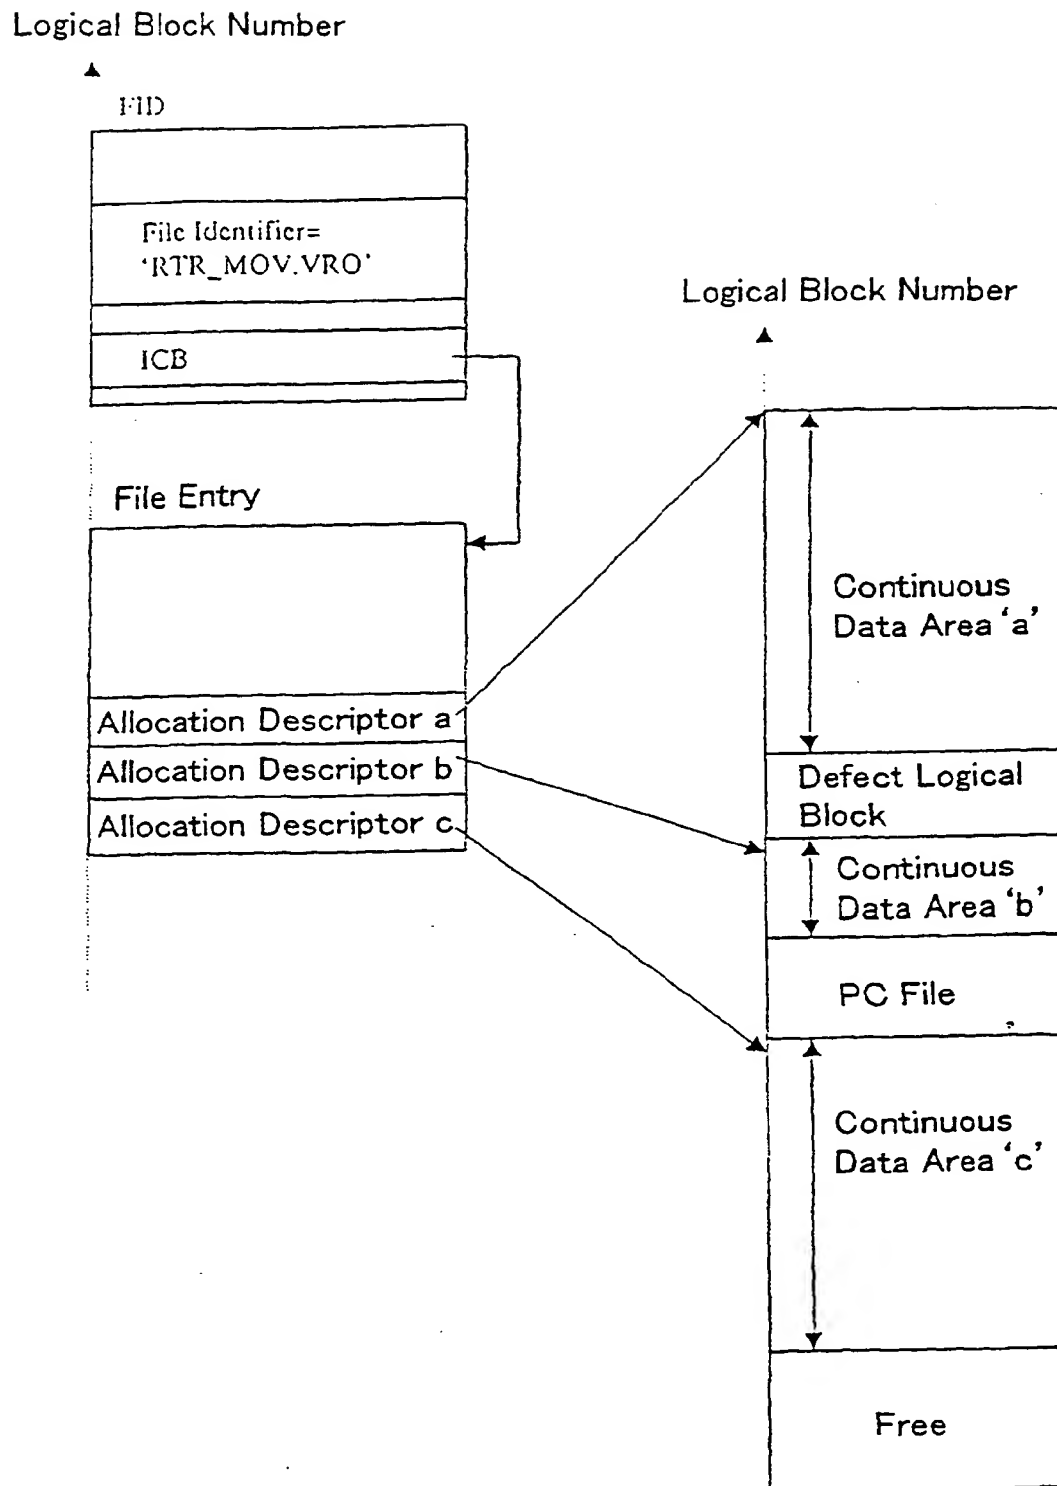 Logical Block Number
FID
File Identifier=
‘RTR_MOV.VRO’
ICB
File Entry
Allocation Descriptor a
Allocation Descriptor b
Allocation Descriptor c
Logical Block Number
Continuous
Data Area ‘a’
Defect Logical
Block
Continuous
Data Area ‘b’
PC File
Continuous
Data Area ‘c’
Free